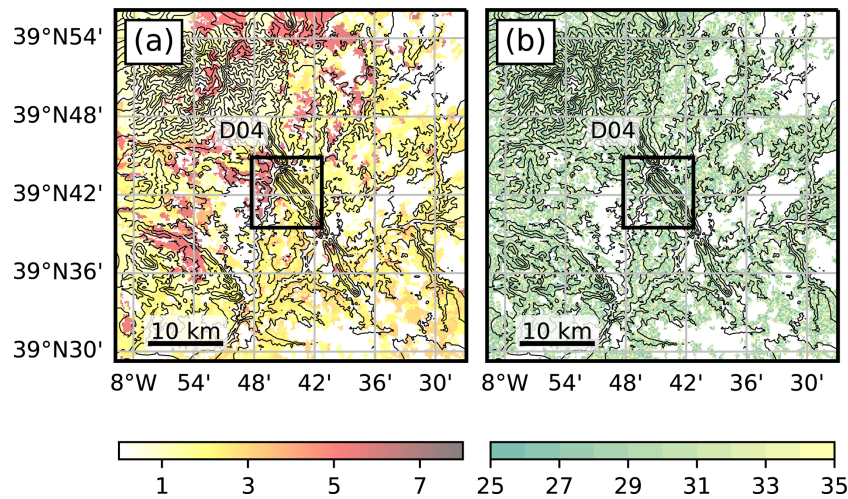 (a) (b)
39°N54'
39°N48'
D04 D04
39°N42'
39°N36'
10 km 10 km
39°N30'
8°W 54' 48' 42' 36' 30' 8°W 54' 48' 42' 36' 30'
1 3 5 7 25 27 29 31 33 35